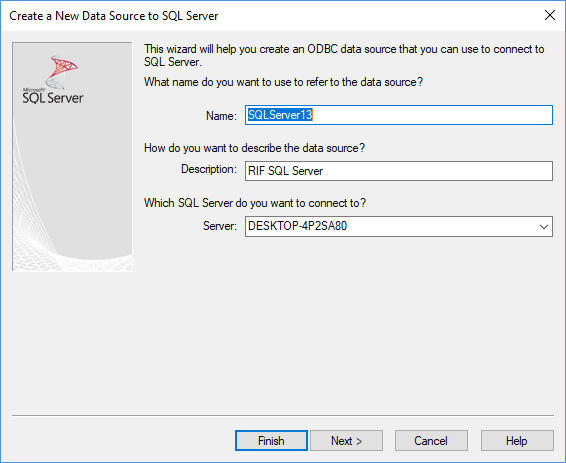 Create a New Data Source to SQL Server
Microsoft®
SQL Server
This wizard will help you create an ODBC data source that you can use to connect to
SQL Server.
What name do you want to use to refer to the data source?
Name: SQLServer13
How do you want to describe the data source?
Description: RIF SQL Server
Which SQL Server do you want to connect to?
Server: DESKTOP-4P2SA80
Finish Next > Cancel Help